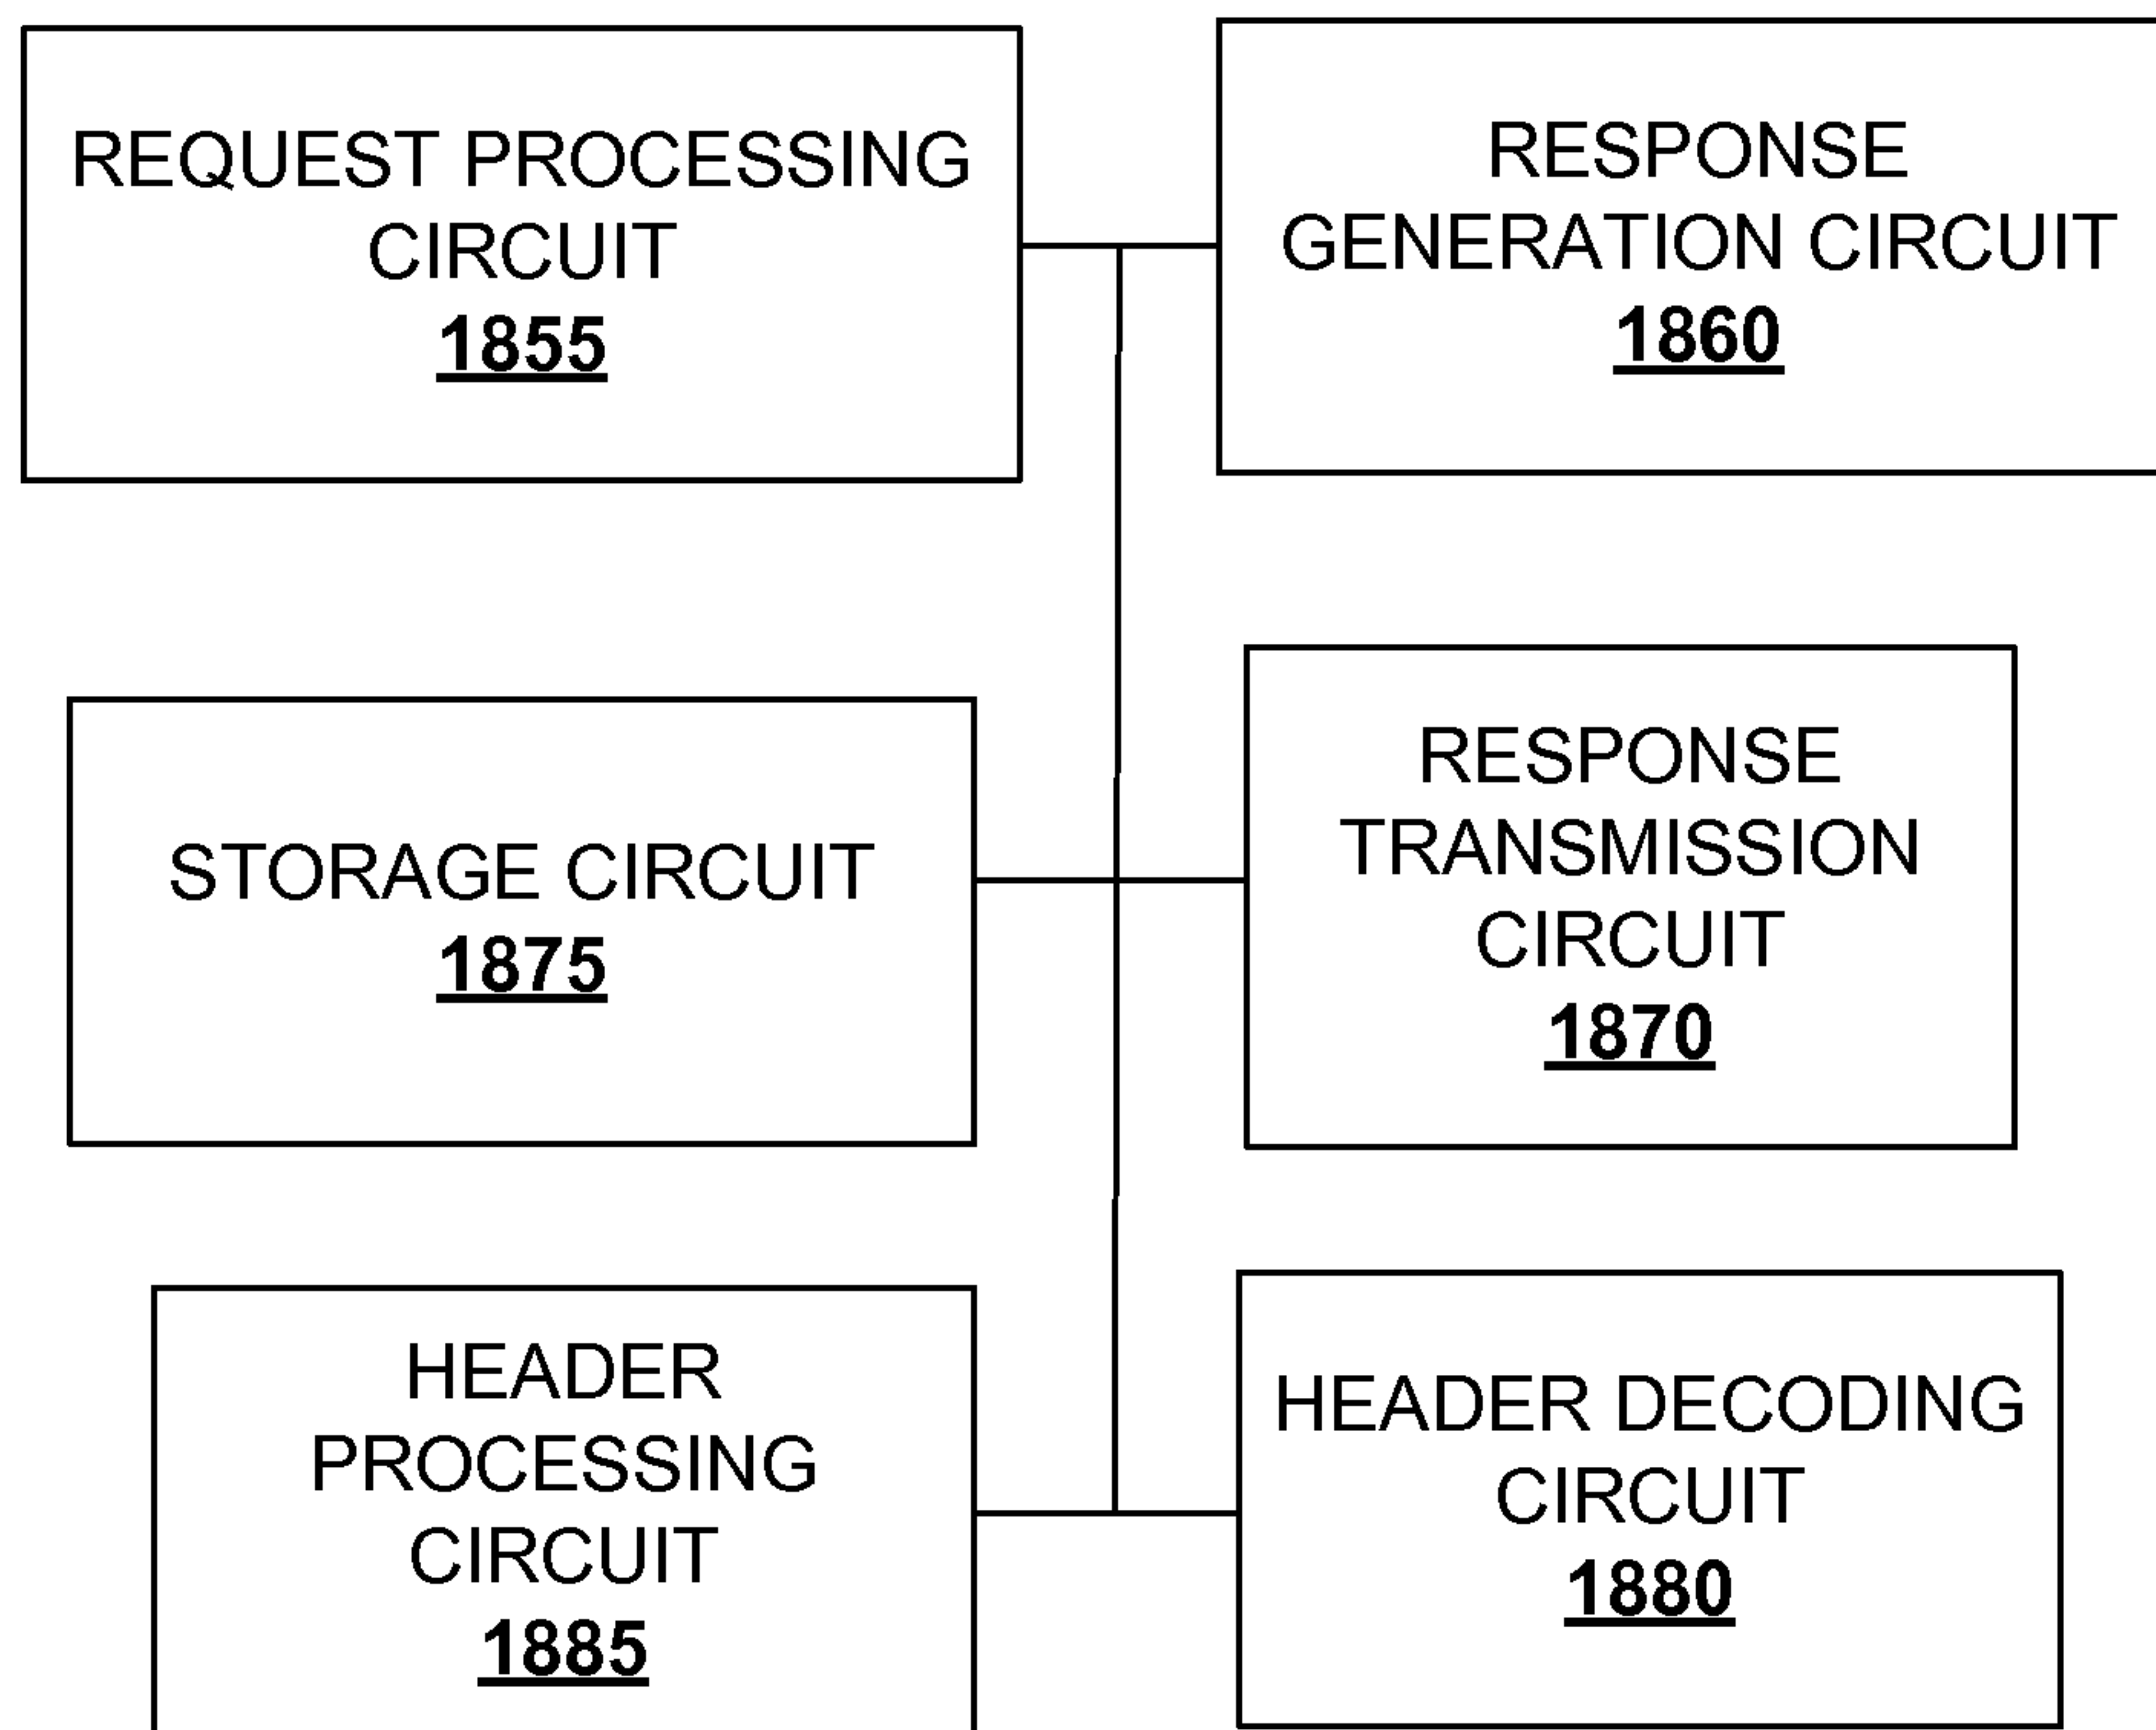 REQUEST PROCESSING
CIRCUIT
1855
RESPONSE
GENERATION CIRCUIT
1860
STORAGE CIRCUIT
1875
RESPONSE
TRANSMISSION
CIRCUIT
1870
HEADER
PROCESSING
CIRCUIT
1885
HEADER DECODING
CIRCUIT
1880